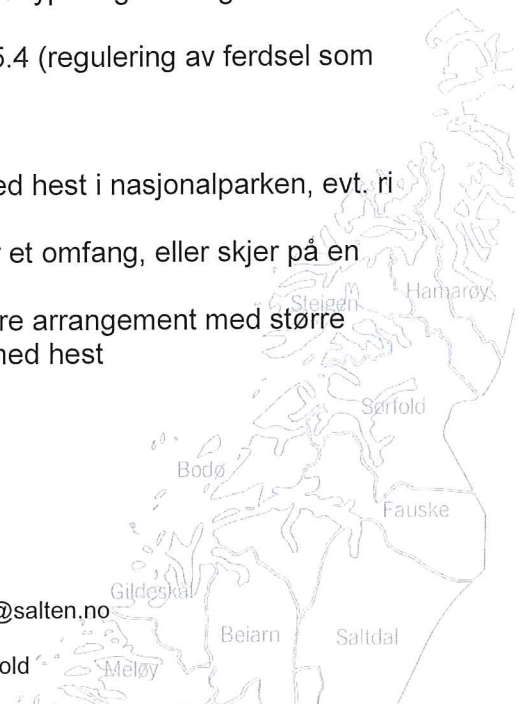 5.4 (regulering av ferdsel som
ed hest i nasjonalparken, evt. ri
et omfang, eller skjer på en
Steigen
Hamarøy
re arrangement med større
ned hest
Sørfold
Bodø
Fauske
Gildeskål
@salten.no
Beiarn
Saltdal
old
Meløy